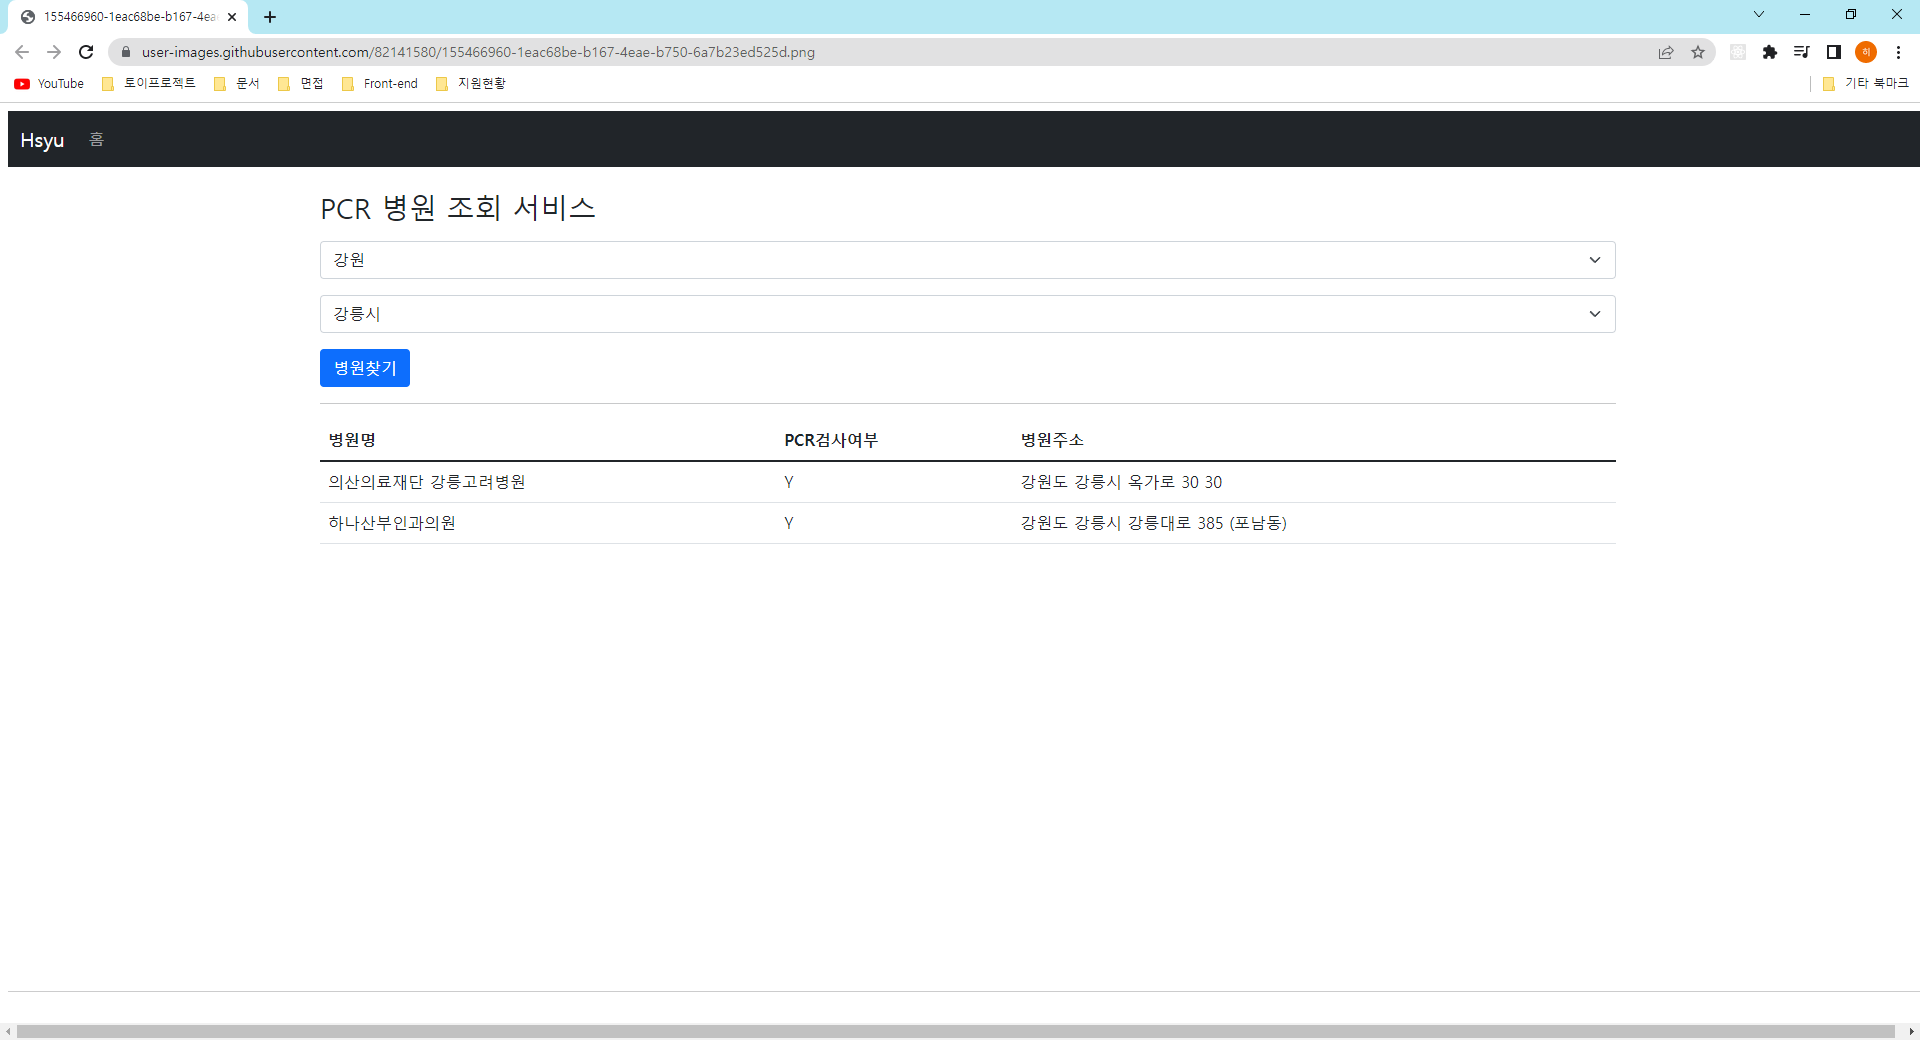 155466960-1eac68be-b167-4eae
user-images.githubusercontent.com/82141580/155466960-1eac68be-b167-4eae-b750-6a7b23ed525d.png
히
YouTube 토이프로젝트 문서 면접 Front-end 지원현황 기타 북마크
Hsyu 홈
PCR 병원 조회 서비스
강원
강릉시
병원찾기
병원명 PCR검사여부 병원주소
의산의료재단 강릉고려병원 Y 강원도 강릉시 옥가로 30 30
하나산부인과의원 Y 강원도 강릉시 강릉대로 385 (포남동)